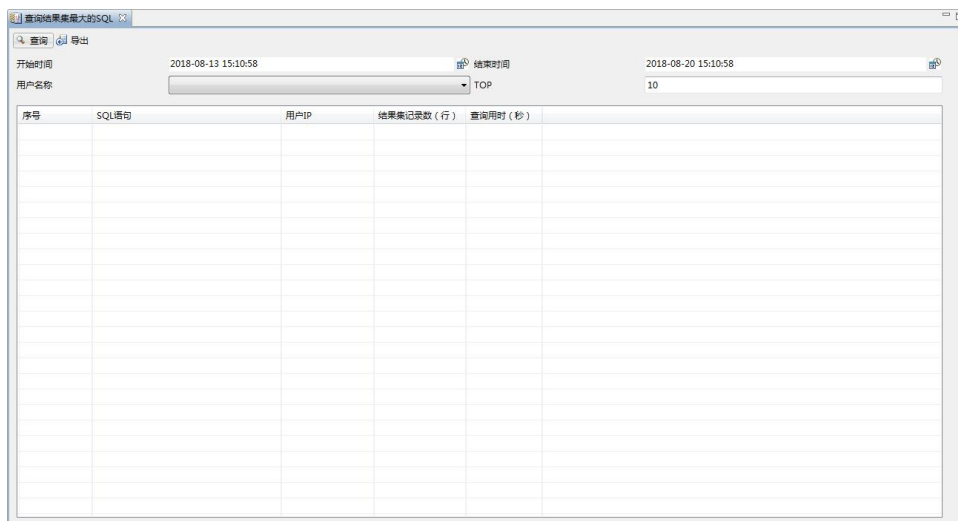 查询结果集最大的SQL
查询 导出
开始时间 2018-08-13 15:10:58 结束时间 2018-08-20 15:10:58
用户名称 TOP 10
序号 SQL语句 用户IP 结果集记录数(行) 查询用时(秒)